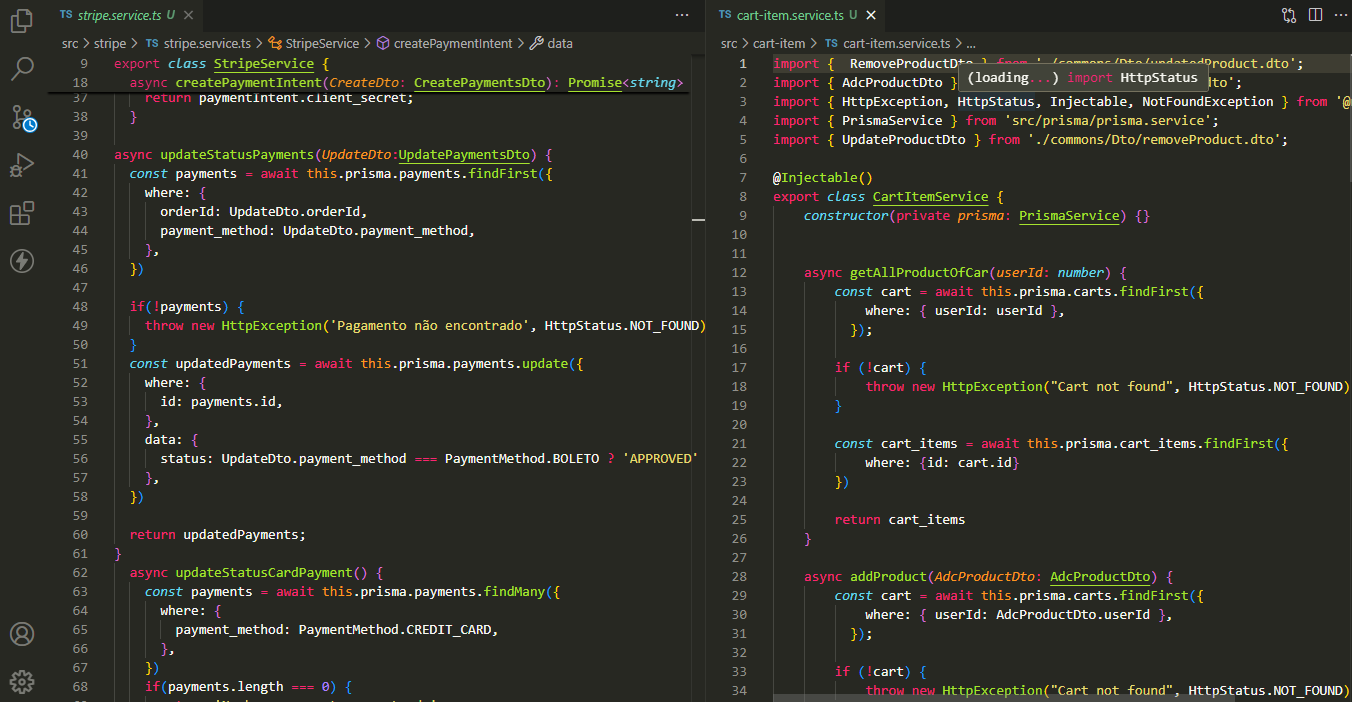 TS stripe.service.ts U ×
src > stripe > TS stripe.service.ts > StripeService > createPaymentIntent > data
9 export class StripeService {
18 async createPaymentIntent(CreateDto: CreatePaymentsDto): Promise<string>
37 return paymentIntent.client_secret;
38 }
39
40 async updateStatusPayments(UpdateDto:UpdatePaymentsDto) {
41 const payments = await this.prisma.payments.findFirst({
42 where: {
43 orderId: UpdateDto.orderId,
44 payment_method: UpdateDto.payment_method,
45 },
46 })
47
48 if(!payments) {
49 throw new HttpException('Pagamento não encontrado', HttpStatus.NOT_FOUND)
50 }
51 const updatedPayments = await this.prisma.payments.update({
52 where: {
53 id: payments.id,
54 },
55 data: {
56 status: UpdateDto.payment_method === PaymentMethod.BOLETO ? 'APPROVED'
57 },
58 })
59
60 return updatedPayments;
61 }
62 async updateStatusCardPayment() {
63 const payments = await this.prisma.payments.findMany({
64 where: {
65 payment_method: PaymentMethod.CREDIT_CARD,
66 },
67 })
68 if(payments.length === 0) {
TS cart-item.service.ts U ×
src > cart-item > TS cart-item.service.ts > ...
1 import { RemoveProductDto } from './commons/Dto/updatedProduct.dto';
(loading...) import HttpStatus
2 import { AdcProductDto } dto';
3 import { HttpException, HttpStatus, Injectable, NotFoundException } from '@
4 import { PrismaService } from 'src/prisma/prisma.service';
5 import { UpdateProductDto } from './commons/Dto/removeProduct.dto';
6
7 @Injectable()
8 export class CartItemService {
9 constructor(private prisma: PrismaService) {}
10
11
12 async getAllProductOfCar(userId: number) {
13 const cart = await this.prisma.carts.findFirst({
14 where: { userId: userId },
15 });
16
17 if (!cart) {
18 throw new HttpException("Cart not found", HttpStatus.NOT_FOUND)
19 }
20
21 const cart_items = await this.prisma.cart_items.findFirst({
22 where: {id: cart.id}
23 })
24
25 return cart_items
26 }
27
28 async addProduct(AdcProductDto: AdcProductDto) {
29 const cart = await this.prisma.carts.findFirst({
30 where: { userId: AdcProductDto.userId },
31 });
32
33 if (!cart) {
34 throw new HttpException("Cart not found", HttpStatus.NOT_FOUND)